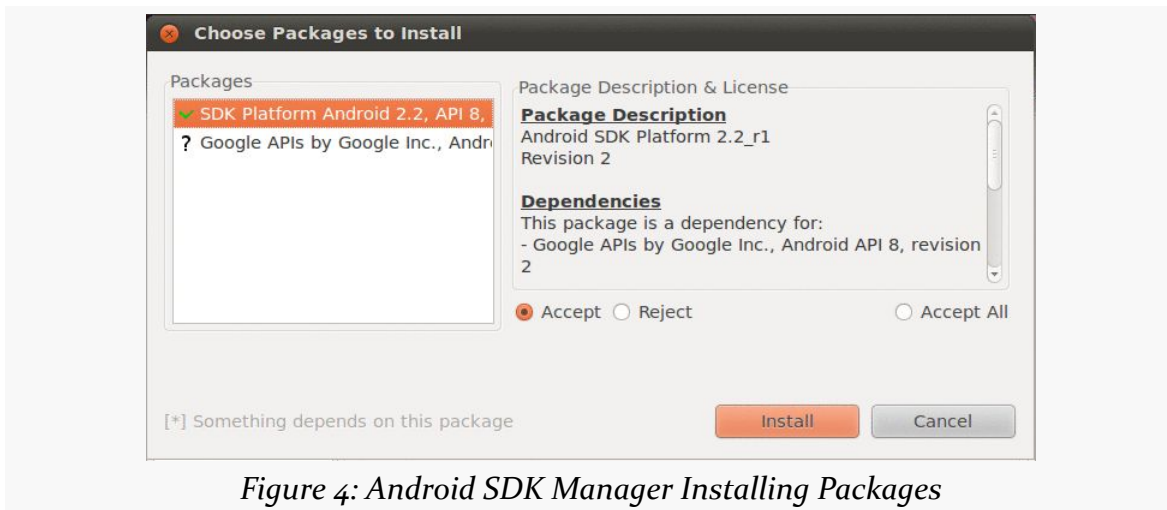 Choose Packages to Install
Packages
SDK Platform Android 2.2, API 8,
? Google APIs by Google Inc.,
Package Description & License
Package Description
Android SDK Platform 2.2_r1
Revision 2
Dependencies
This package is a dependency for:
- Google APIs by Google Inc., Android API 8, revision
2
Accept
Reject
Accept All
[*] Something depends on this package
Install
Cancel
Figure 4: Android SDK Manager Installing Packages